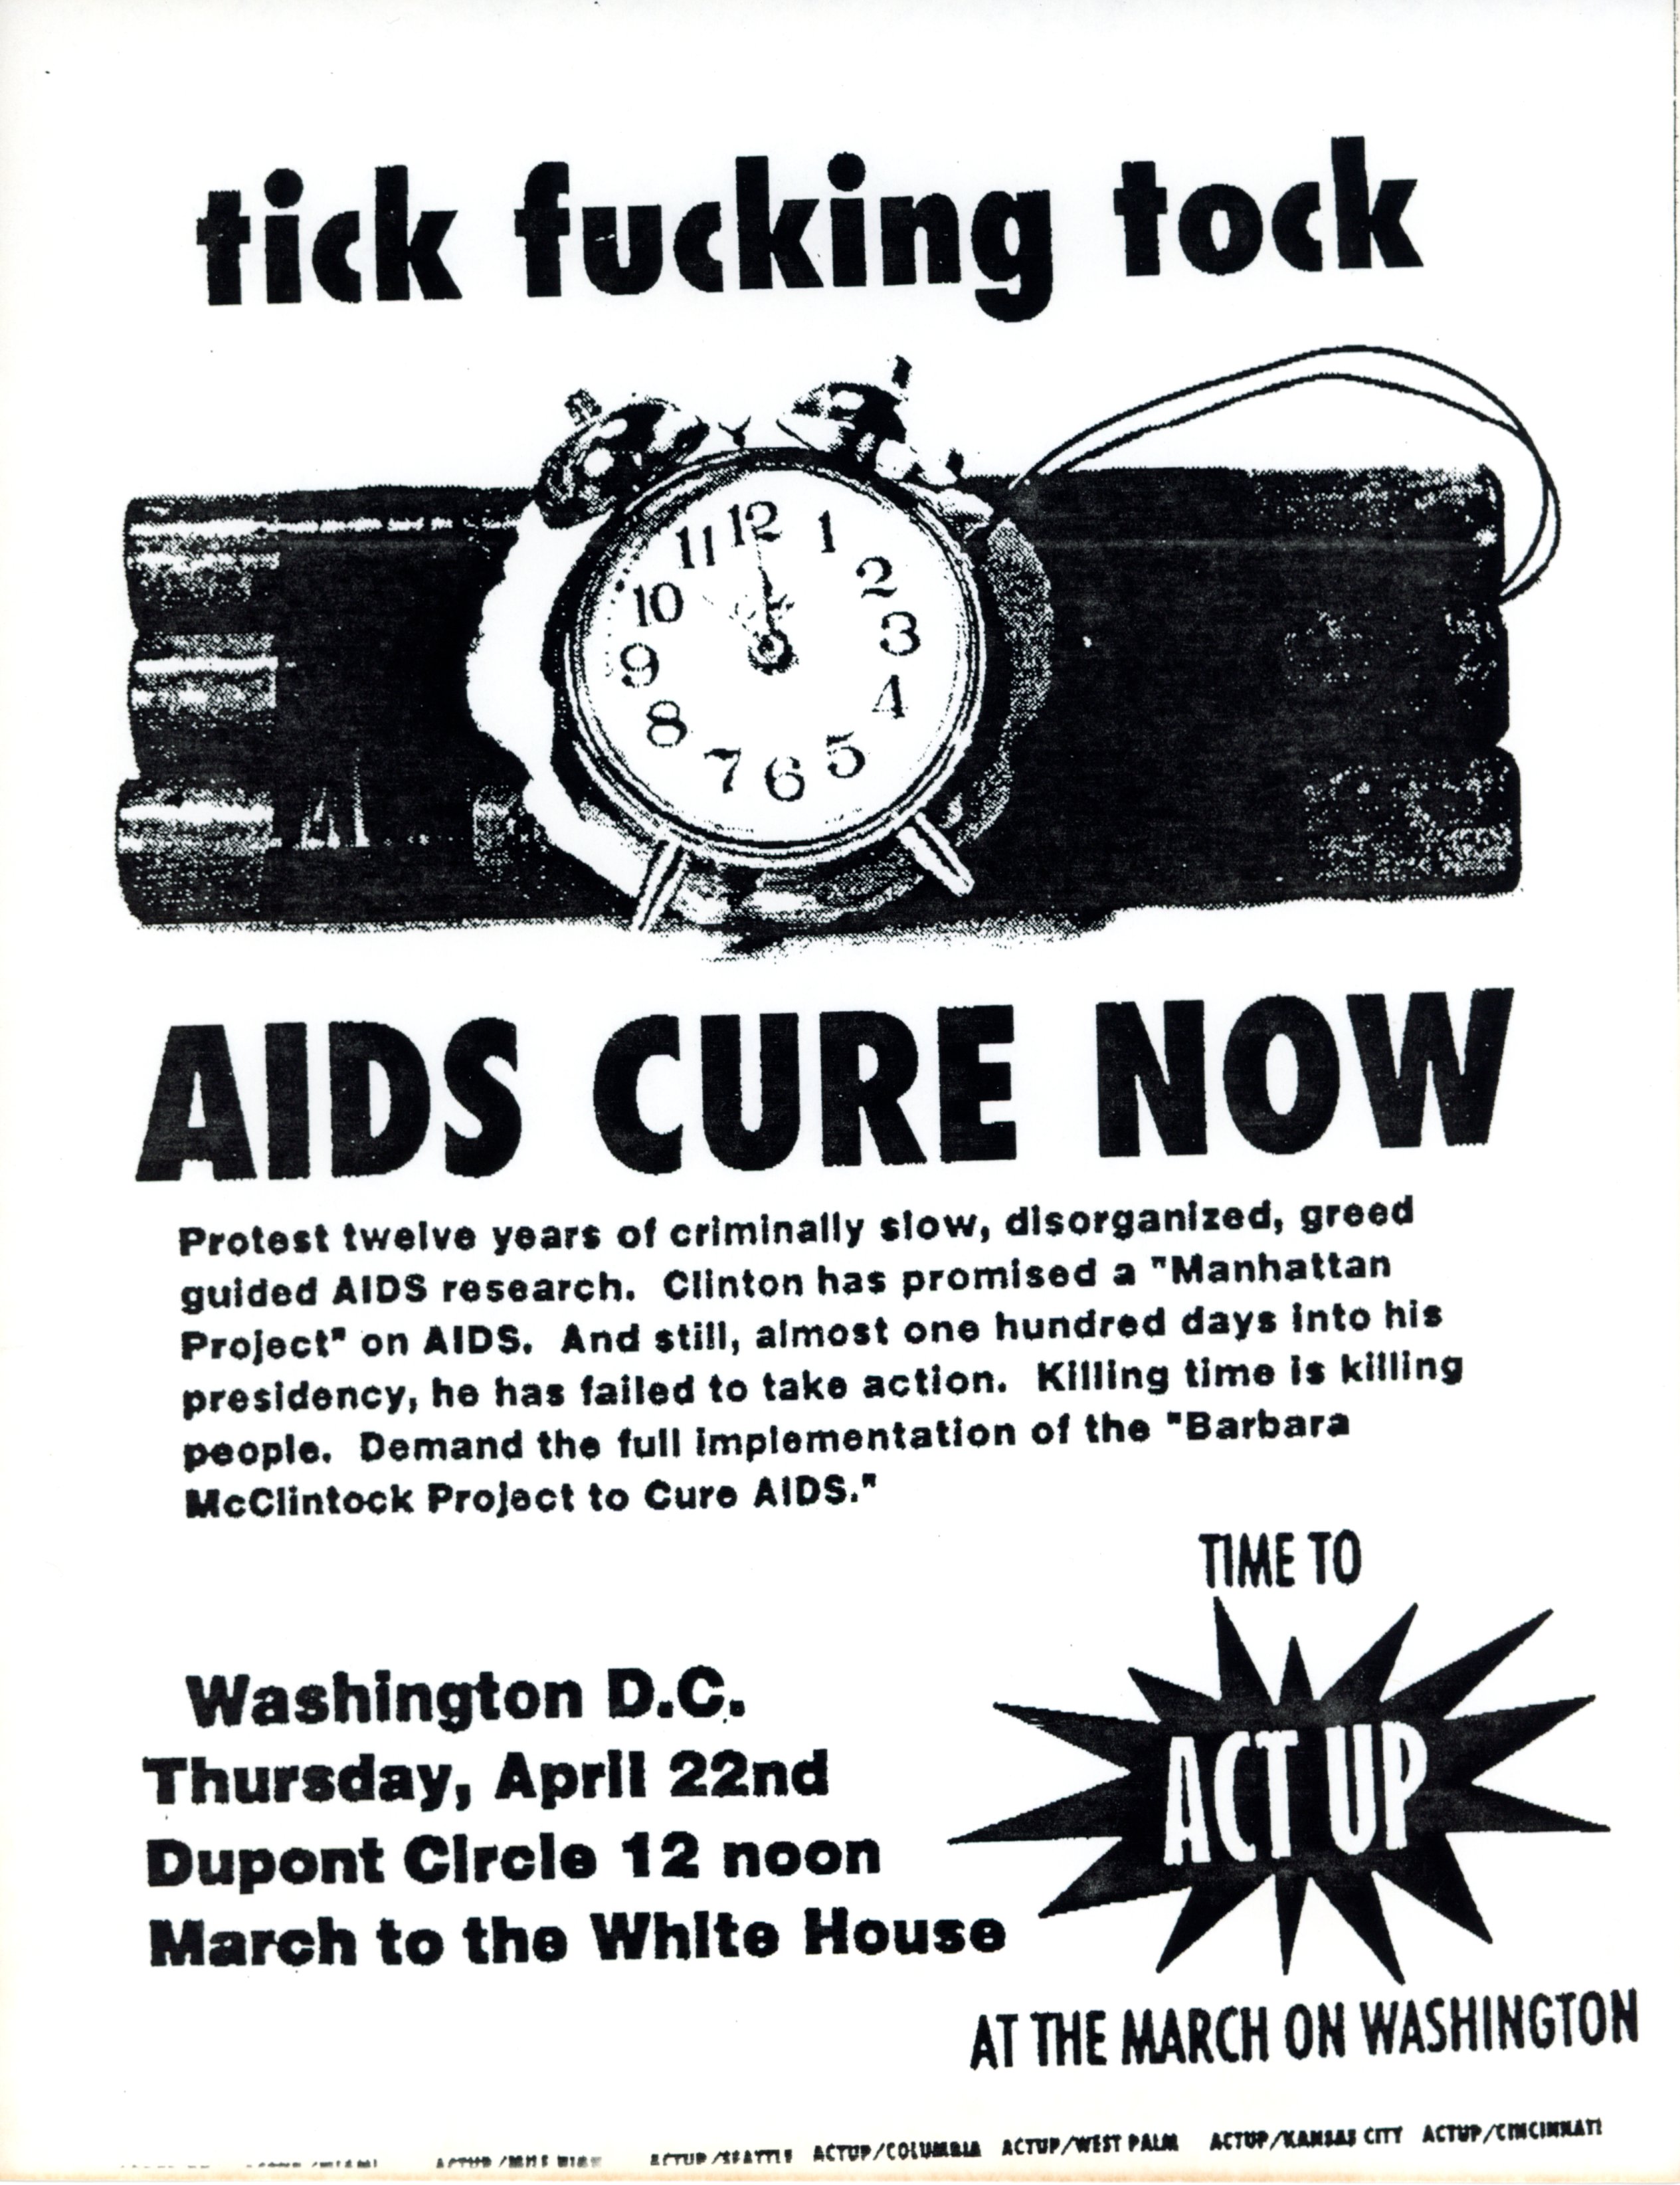 tick fucking tock
11 12 1
10 2
9 3
8 4
7 6 5
AIDS CURE NOW
Protest twelve years of criminally slow, disorganized, greed
guided AIDS research. Clinton has promised a "Manhattan
Project" on AIDS. And still, almost one hundred days into his
presidency, he has failed to take action. Killing time is killing
people. Demand the full implementation of the "Barbara
McClintock Project to Cure AIDS."
TIME TO
ACT UP
AT THE MARCH ON WASHINGTON
Washington D.C.
Thursday, April 22nd
Dupont Circle 12 noon
March to the White House
ACTUP/MIAMI ACTUP/MILE HIGH ACTUP/SEATTLE ACTUP/COLUMBIA ACTUP/WEST PALM ACTUP/KANSAS CITY ACTUP/CINCINNATI